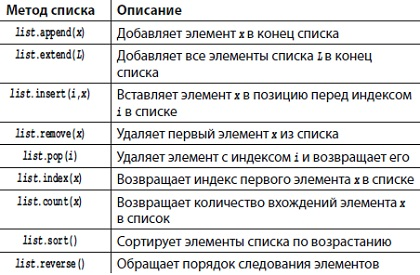 Метод списка Описание
list.append(x) Добавляет элемент x в конец списка
list.extend(L) Добавляет все элементы списка L в конец
списка
list.insert(i,x) Вставляет элемент x в позицию перед индексом
i в списке
list.remove(x) Удаляет первый элемент x из списка
list.pop(i) Удаляет элемент с индексом i и возвращает его
list.index(x) Возвращает индекс первого элемента x в списке
list.count(x) Возвращает количество вхождений элемента x
в список
list.sort() Сортирует элементы списка по возрастанию
list.reverse() Обращает порядок следования элементов